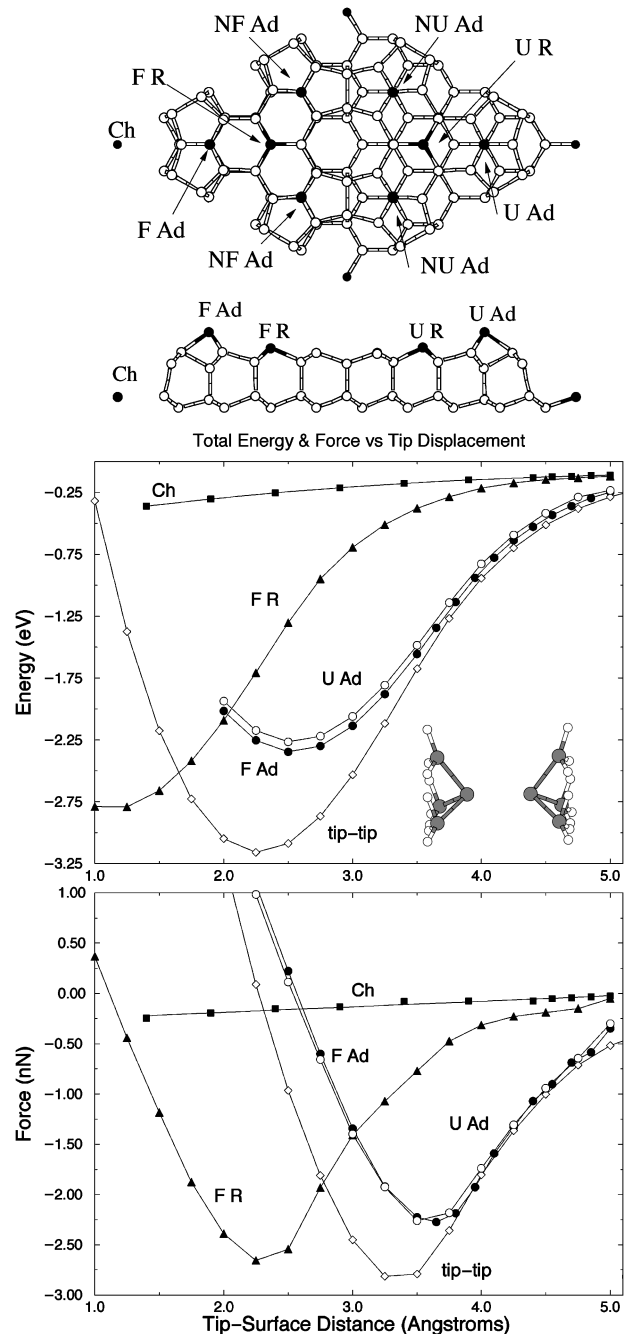 NF Ad
NU Ad
F R
U R
Ch
F Ad
U Ad
NF Ad
NU Ad
F Ad
F R
U R
U Ad
Ch
Total Energy & Force vs Tip Displacement
−0.25
−0.75
−1.25
−1.75
−2.25
−2.75
−3.25
Energy (eV)
Ch
F R
U Ad
F Ad
tip−tip
1.0 2.0 3.0 4.0 5.0
1.00
0.50
0.00
−0.50
−1.00
−1.50
−2.00
−2.50
−3.00
Force (nN)
Ch
F Ad
U Ad
F R
tip−tip
1.0 2.0 3.0 4.0 5.0
Tip−Surface Distance (Angstroms)